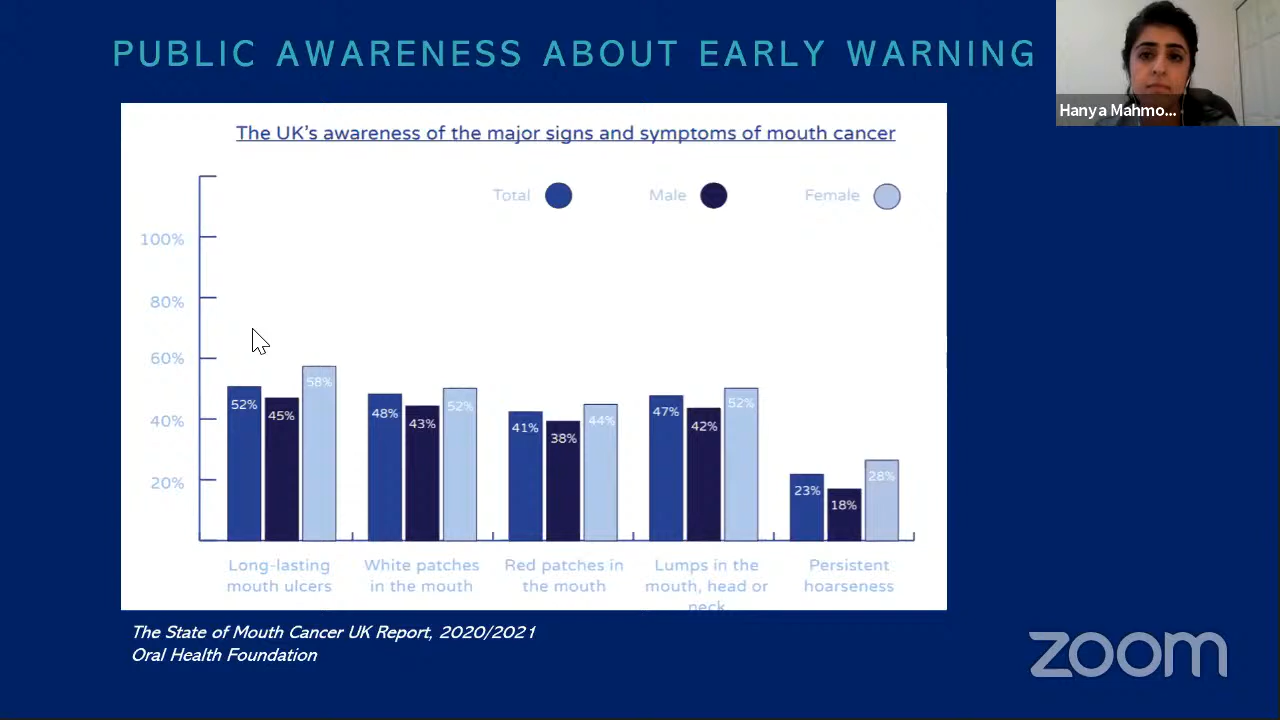 PUBLIC AWARENESS ABOUT EARLY WARNING
Hanya Mahmo...
The UK's awareness of the major signs and symptoms of mouth cancer
Total Male Female
100%
80%
60%
40%
20%
52% 45% 58%
48% 43% 52%
41% 38% 44%
47% 42% 52%
23% 18% 28%
Long-lasting
mouth ulcers
White patches
in the mouth
Red patches in
the mouth
Lumps in the
mouth, head or
neck
Persistent
hoarseness
The State of Mouth Cancer UK Report, 2020/2021
Oral Health Foundation
zoom